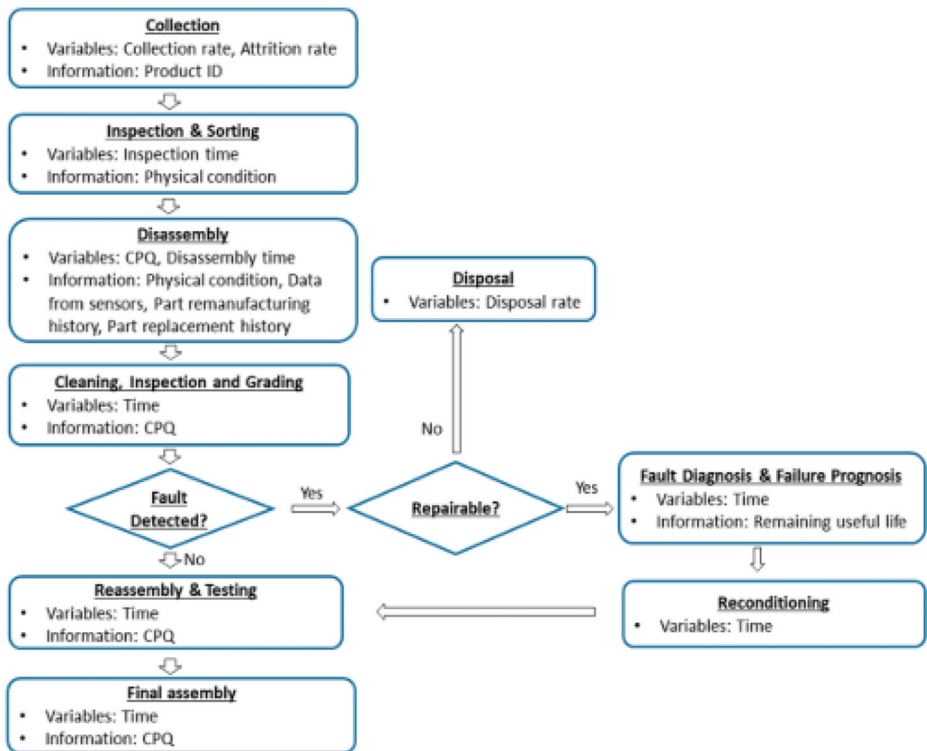 Collection
• Variables: Collection rate, Attrition rate
• Information: Product ID
Inspection & Sorting
• Variables: Inspection time
• Information: Physical condition
Disassembly
• Variables: CPQ, Disassembly time
• Information: Physical condition, Data
from sensors, Part remanufacturing
history, Part replacement history
Disposal
• Variables: Disposal rate
Cleaning, Inspection and Grading
• Variables: Time
• Information: CPQ
No
Fault
Detected?
Yes
Repairable?
Yes
Fault Diagnosis & Failure Prognosis
• Variables: Time
• Information: Remaining useful life
No
Reassembly & Testing
• Variables: Time
• Information: CPQ
Reconditioning
• Variables: Time
Final assembly
• Variables: Time
• Information: CPQ